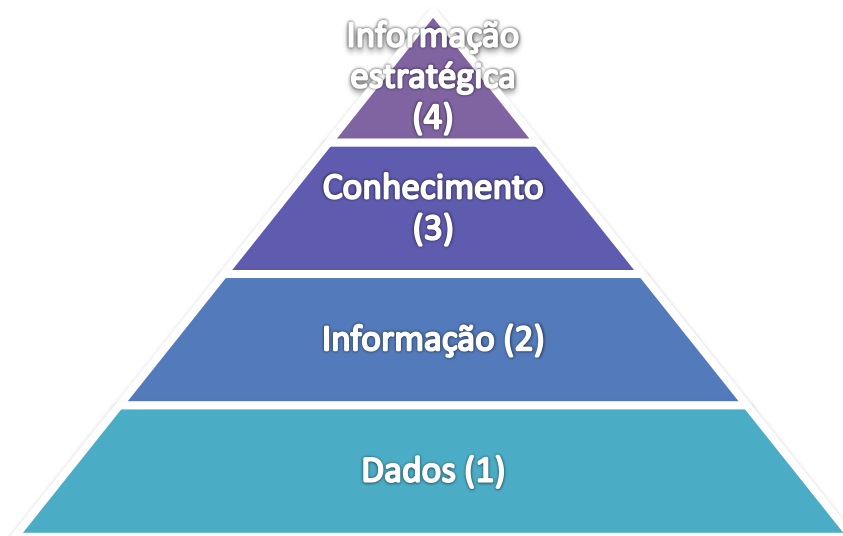 Informação
estratégica
(4)
Conhecimento
(3)
Informação (2)
Dados (1)